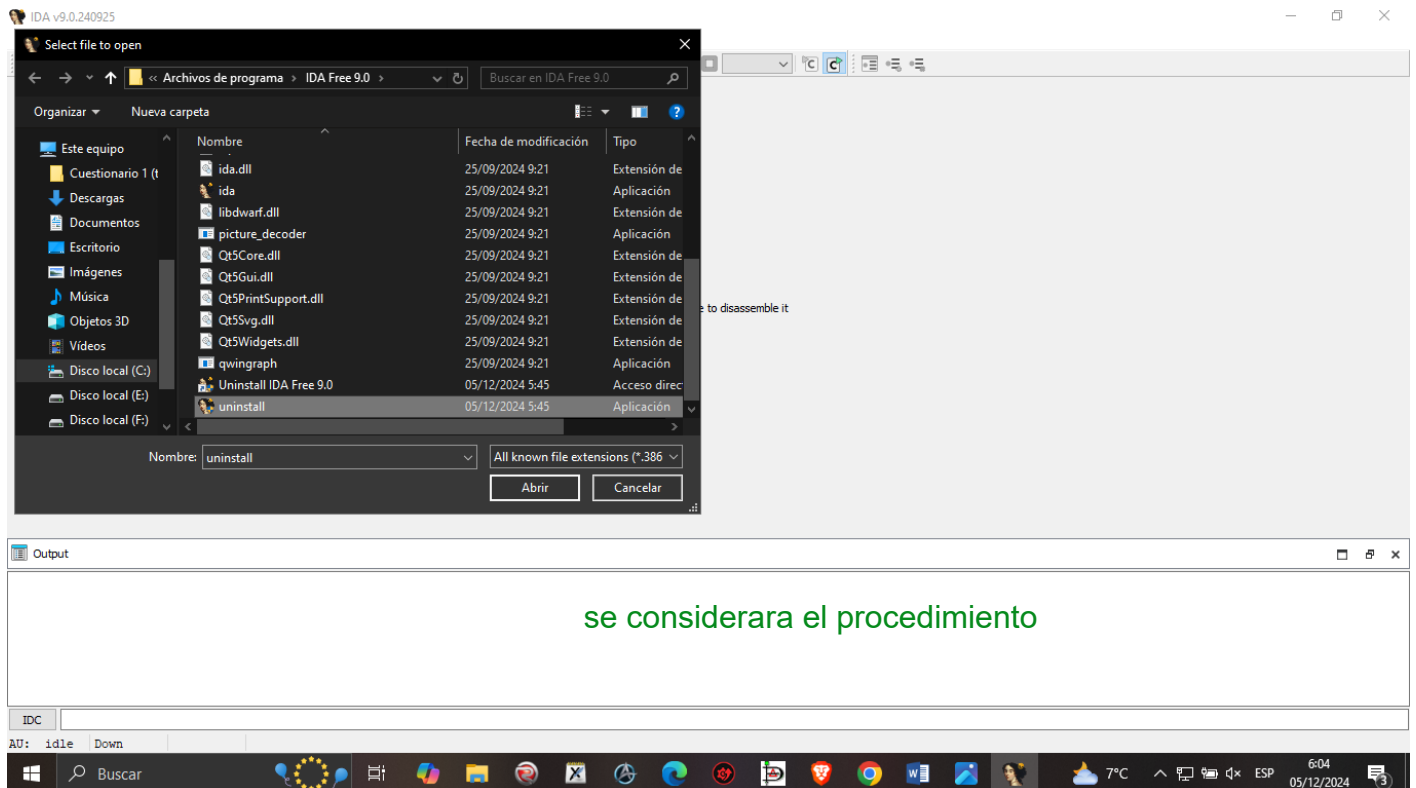 IDA v9.0.240925
Select file to open
« Archivos de programa > IDA Free 9.0 >
Buscar en IDA Free 9.0
Organizar
Nueva carpeta
Este equipo
Cuestionario 1 (t
Descargas
Documentos
Escritorio
Imágenes
Música
Objetos 3D
Vídeos
Disco local (C:)
Disco local (E:)
Disco local (F:)
Nombre Fecha de modificación Tipo
ida.dll 25/09/2024 9:21 Extensión de
ida 25/09/2024 9:21 Aplicación
libdwarf.dll 25/09/2024 9:21 Extensión de
picture_decoder 25/09/2024 9:21 Aplicación
Qt5Core.dll 25/09/2024 9:21 Extensión de
Qt5Gui.dll 25/09/2024 9:21 Extensión de
Qt5PrintSupport.dll 25/09/2024 9:21 Extensión de
Qt5Svg.dll 25/09/2024 9:21 Extensión de
Qt5Widgets.dll 25/09/2024 9:21 Extensión de
qwingraph 25/09/2024 9:21 Aplicación
Uninstall IDA Free 9.0 05/12/2024 5:45 Acceso direc
uninstall 05/12/2024 5:45 Aplicación
Nombre: uninstall
All known file extensions (*.386
Abrir
Cancelar
e to disassemble it
Output
se considerara el procedimiento
IDC
AU: idle Down
Buscar
7°C
ESP
6:04
05/12/2024
3